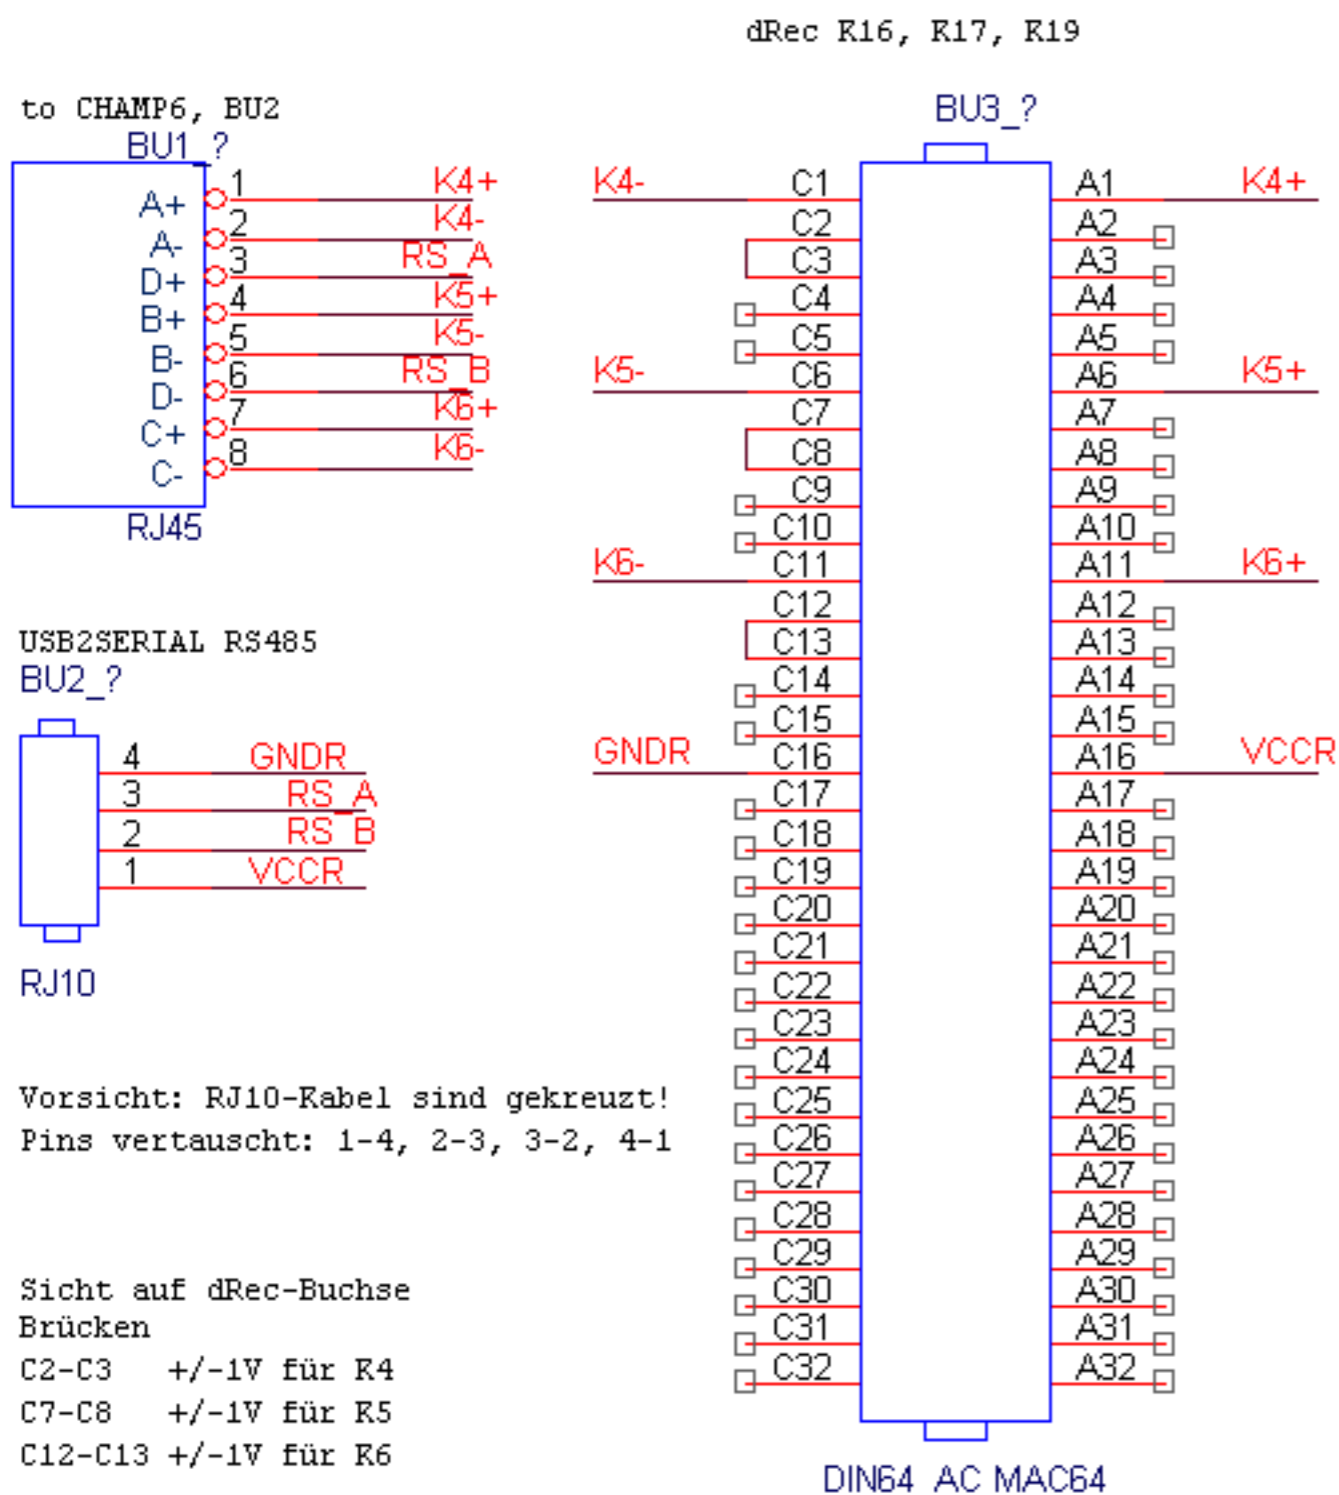 dRec K16, K17, K19
to CHAMP6, BU2
BU1_?
A+ 1 K4+
A- 2 K4-
D+ 3 RS_A
B+ 4 K5+
B- 5 K5-
D- 6 RS_B
C+ 7 K6+
C- 8 K6-
RJ45
USB2SERIAL RS485
BU2_?
4 GNDR
3 RS_A
2 RS_B
1 VCCR
RJ10
Vorsicht: RJ10-Kabel sind gekreuzt!
Pins vertauscht: 1-4, 2-3, 3-2, 4-1
Sicht auf dRec-Buchse
Brücken
C2-C3 +/-1V für K4
C7-C8 +/-1V für K5
C12-C13 +/-1V für K6
BU3_?
K4- C1 A1 K4+
C2 A2
C3 A3
C4 A4
C5 A5
K5- C6 A6 K5+
C7 A7
C8 A8
C9 A9
C10 A10
K6- C11 A11 K6+
C12 A12
C13 A13
C14 A14
C15 A15
GNDR C16 A16 VCCR
C17 A17
C18 A18
C19 A19
C20 A20
C21 A21
C22 A22
C23 A23
C24 A24
C25 A25
C26 A26
C27 A27
C28 A28
C29 A29
C30 A30
C31 A31
C32 A32
DIN64 AC MAC64